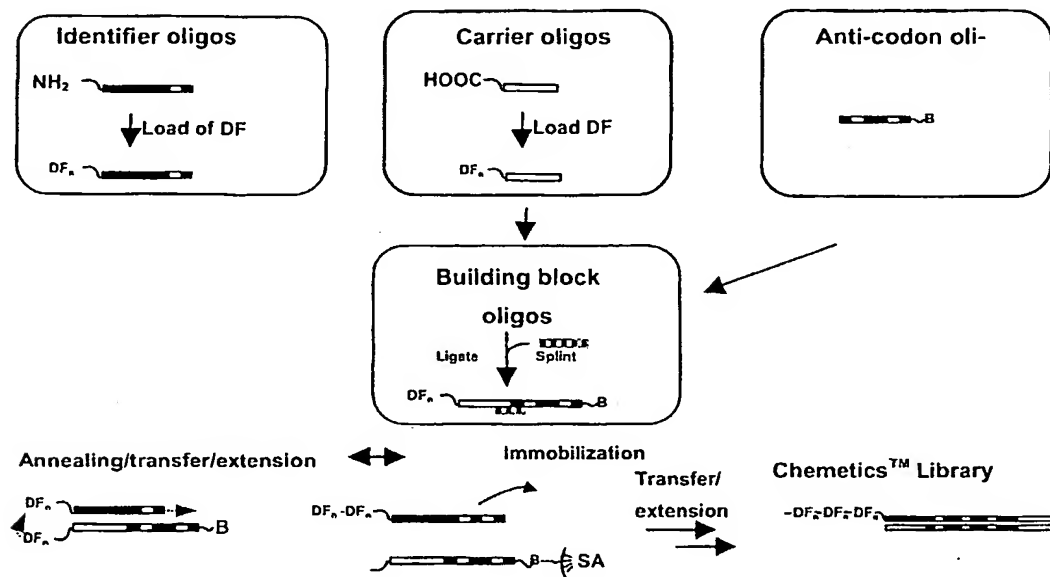 Identifier oligos
NH₂
Load of DF
DFₙ
Carrier oligos
HOOC
Load DF
DFₙ
Anti-codon oli-
B
Building block
oligos
Ligate
Splint
DFₙ
B
Annealing/transfer/extension
DFₙ
DFₙ
B
Immobilization
DFₙ-DFₙ
B
SA
Transfer/
extension
Chemetics™ Library
–DFₙ–DFₙ–DFₙ